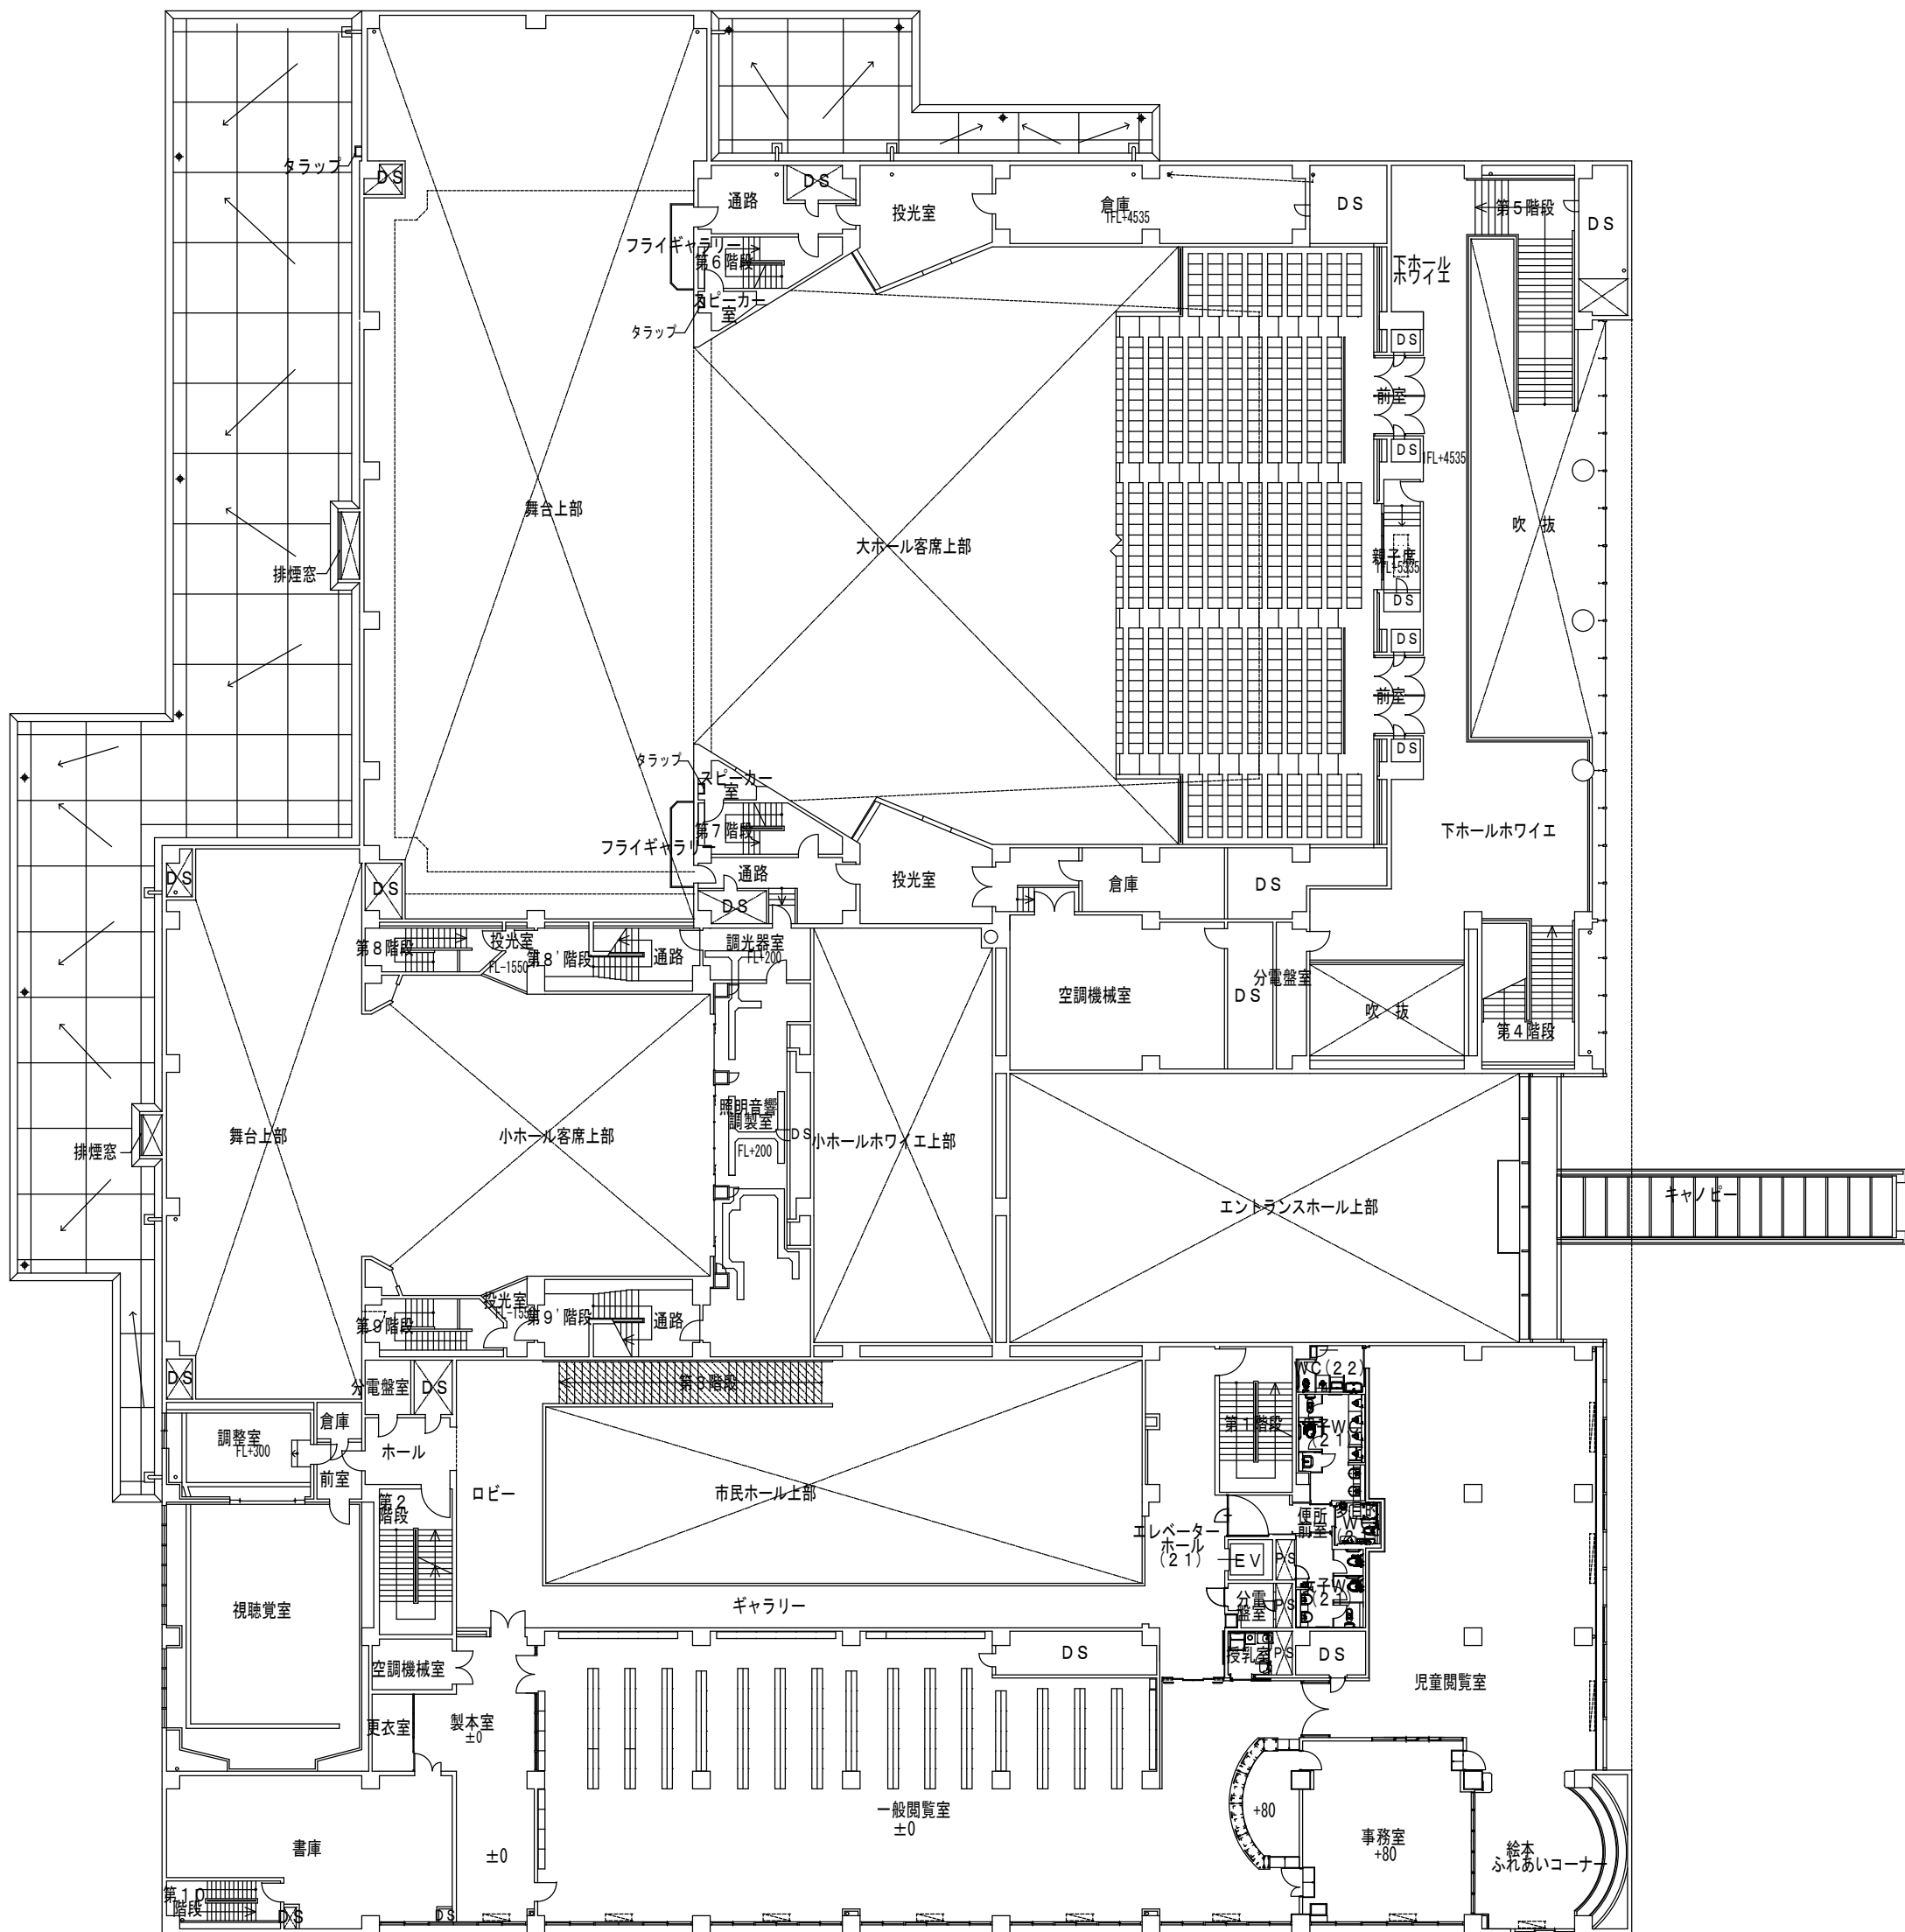 タラップ
DS
DS
通路
投光室
倉庫
1FL+4535
DS
第5階段
DS
フライギャラリー
第6階段
下ホール
ホワイエ
スピーカー
室
タラップ
DS
前室
DS
1FL+4535
舞台上部
大ホール客席上部
吹 抜
排煙窓
親子席
1FL+5335
DS
DS
前室
DS
タラップ
スピーカー
室
第7階段
フライギャラリー
下ホールホワイエ
通路
投光室
倉庫
DS
DS
DS
DS
第8階段
投光室
FL-1550
第8'階段
通路
調光器室
FL+200
空調機械室
DS
分電盤室
吹 抜
第4階段
舞台上部
小ホール客席上部
照明音響
調製室
DS
FL+200
小ホールホワイエ上部
排煙窓
エントランスホール上部
キャノピー
第9階段
投光室
第9'階段
通路
DS
分電盤室
DS
第3階段
WC(22)
調整室
FL+300
倉庫
ホール
前室
第1階段
(21)
ロビー
市民ホール上部
第2
階段
エレベーター
ホール
(21)
便所
前室
EV
PS
視聴覚室
ギャラリー
分電
盤室
PS
女子WC
(21)
空調機械室
DS
授乳室
PS
DS
児童閲覧室
更衣室
製本室
±0
一般閲覧室
±0
+80
事務室
+80
絵本
ふれあいコーナー
書庫
±0
第10
階段
DS
DS